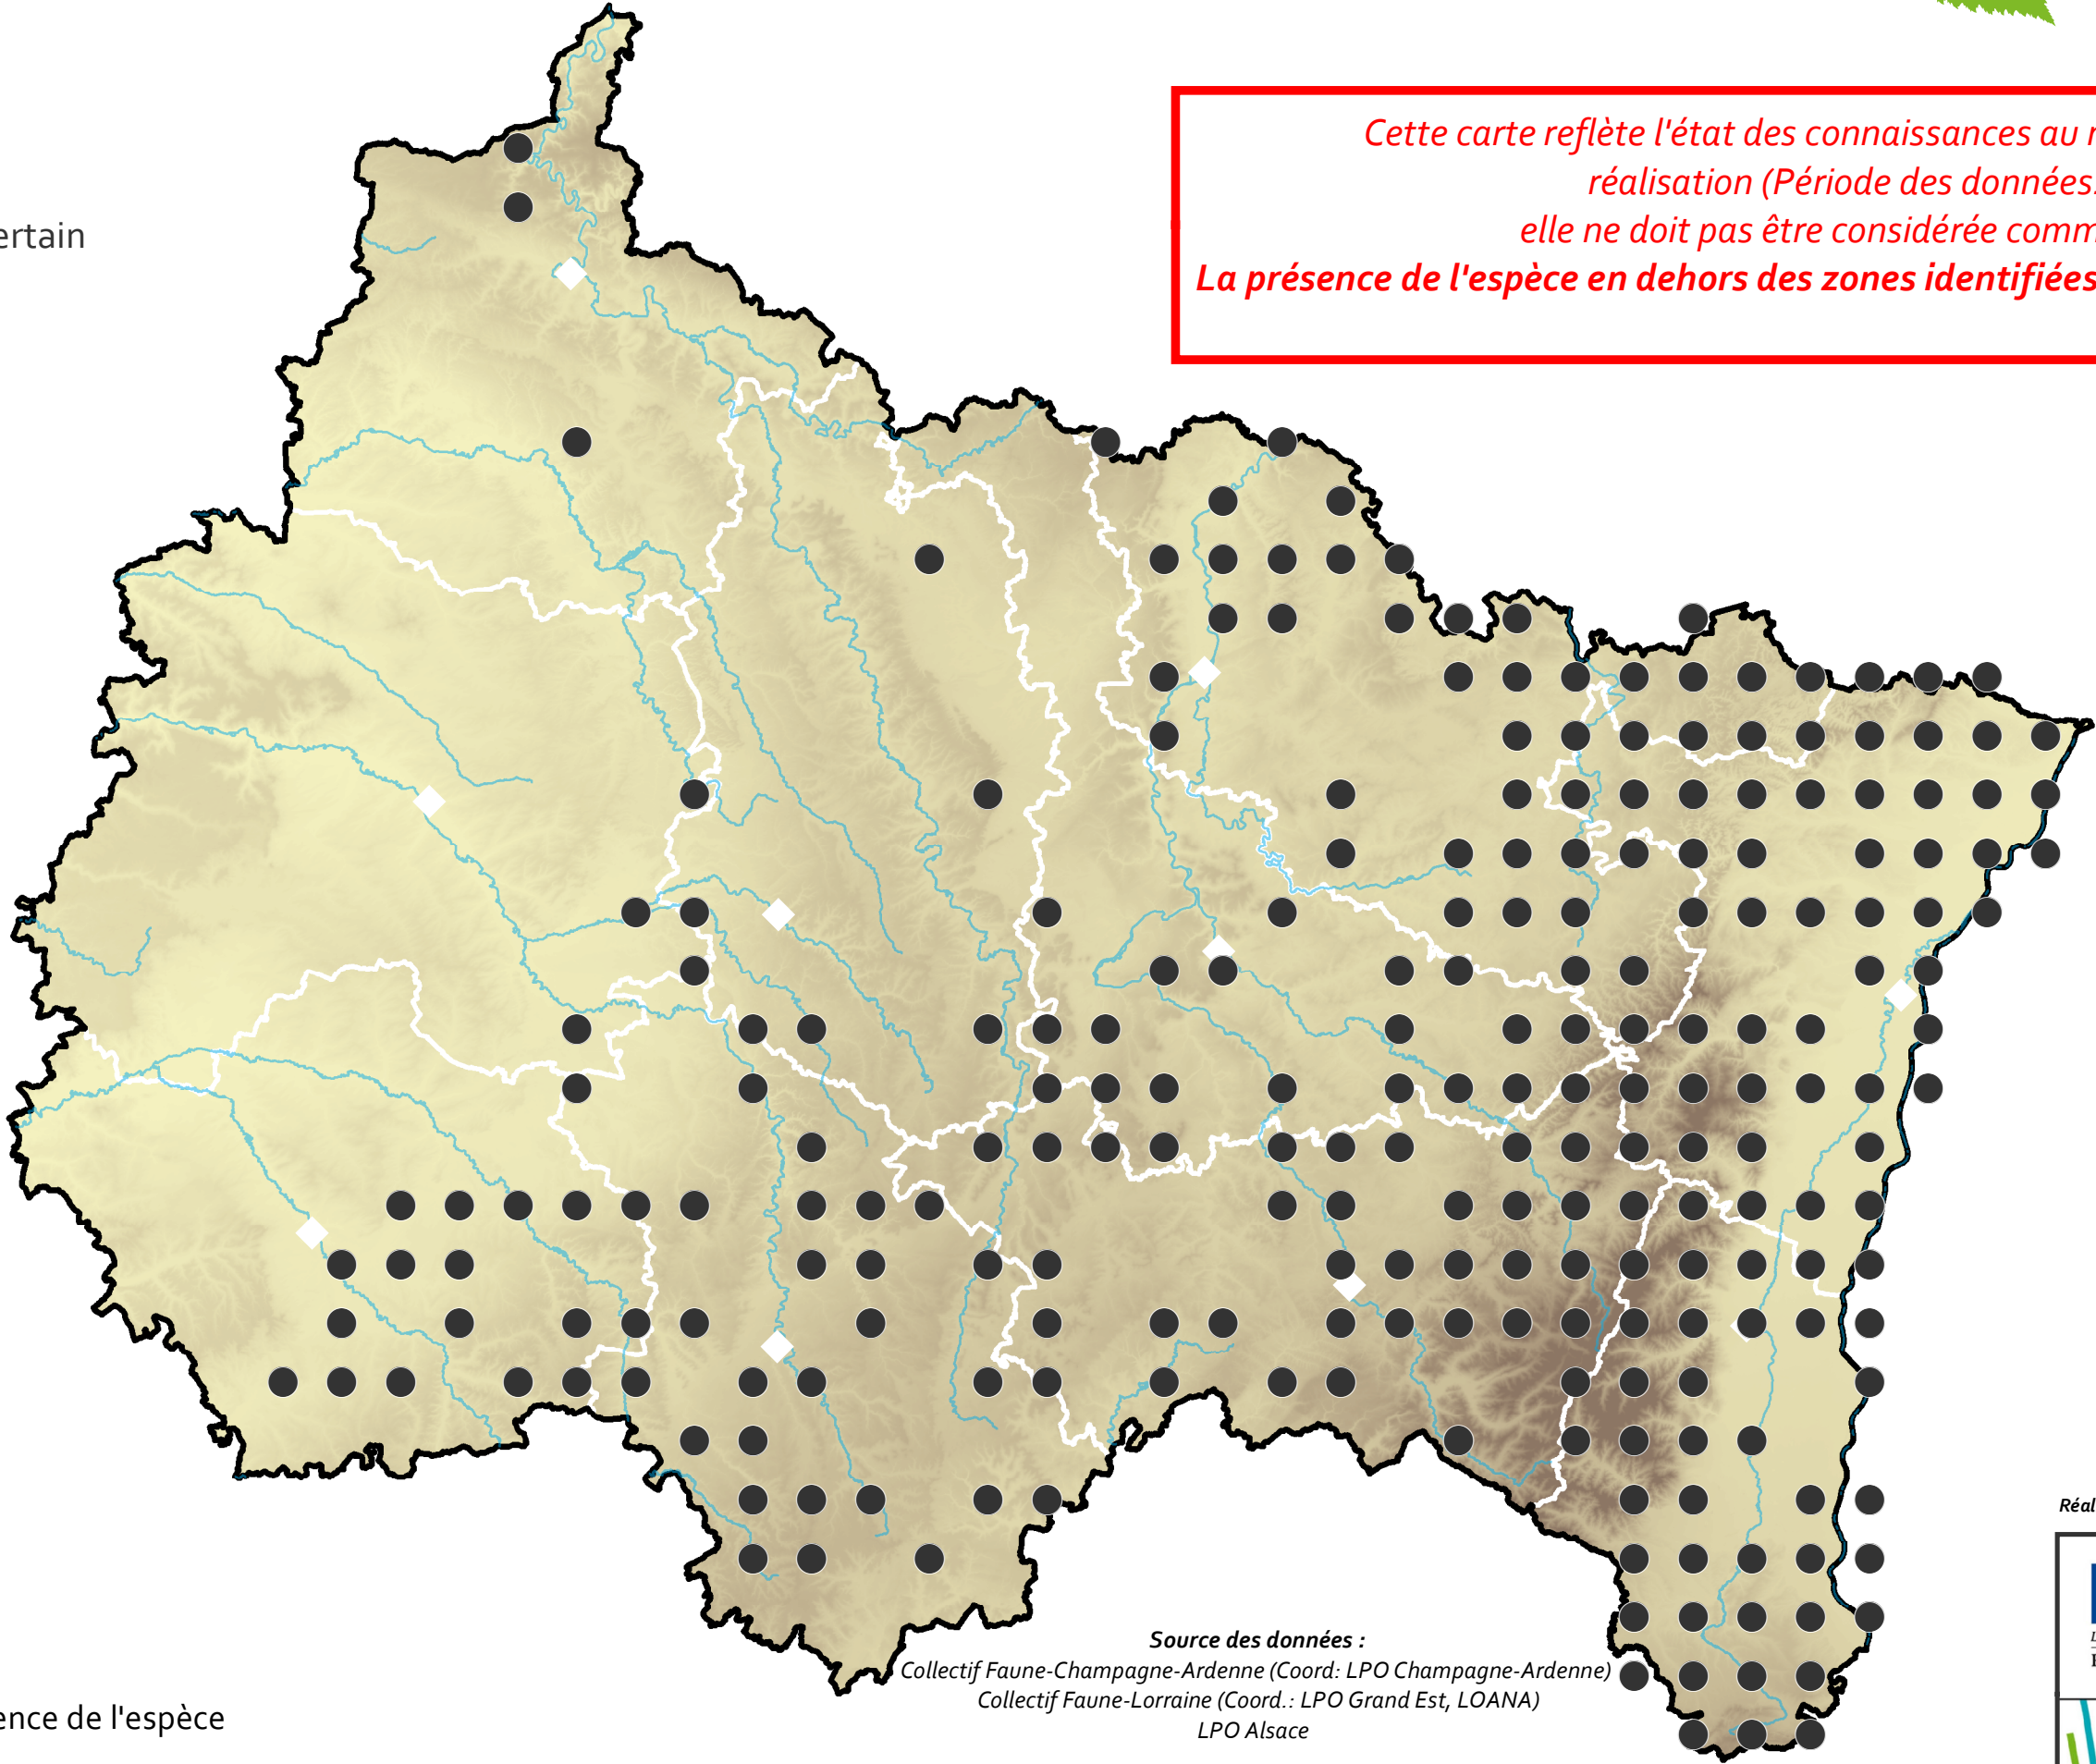 Cette carte reflète l'état des connaissances au
réalisation (Période des données
elle ne doit pas être considérée
La présence de l'espèce en dehors des zones identifiées
ertain
Source des données :
Collectif Faune-Champagne-Ardenne (Coord: LPO Champagne-Ardenne)
Collectif Faune-Lorraine (Coord.: LPO Grand Est, LOANA)
LPO Alsace
ence de l'espèce
Réal